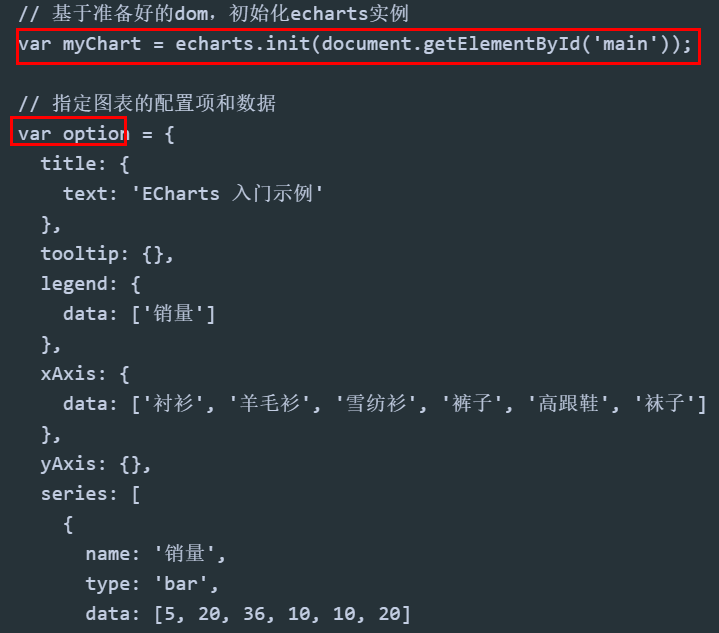 // 基于准备好的dom，初始化echarts实例
var myChart = echarts.init(document.getElementById('main'));
// 指定图表的配置项和数据
var option = {
title: {
text: 'ECharts 入门示例'
},
tooltip: {},
legend: {
data: ['销量']
},
xAxis: {
data: ['衬衫', '羊毛衫', '雪纺衫', '裤子', '高跟鞋', '袜子']
},
yAxis: {},
series: [
{
name: '销量',
type: 'bar',
data: [5, 20, 36, 10, 10, 20]